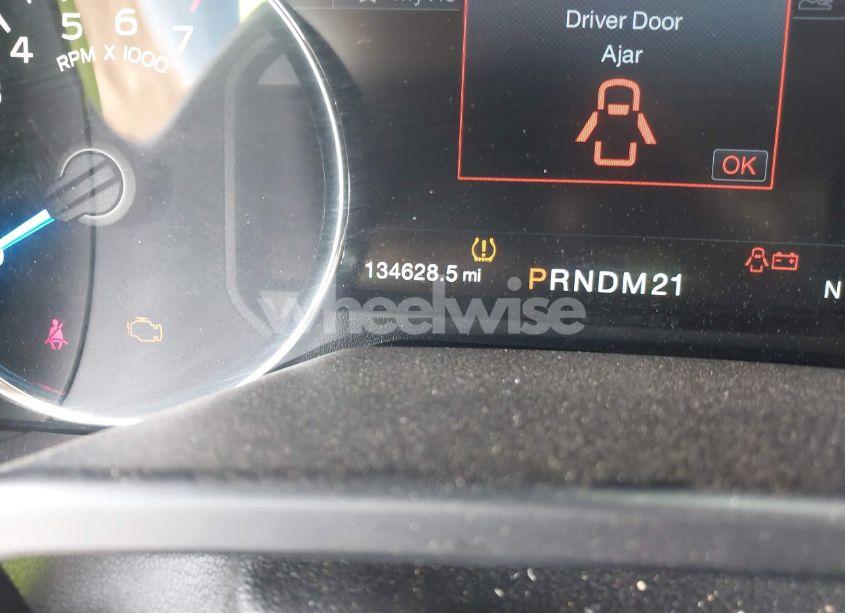 4 5 6 7
RPM X 1000
Driver Door
Ajar
OK
134628.5 mi
PRNDM21
N
wheelwise